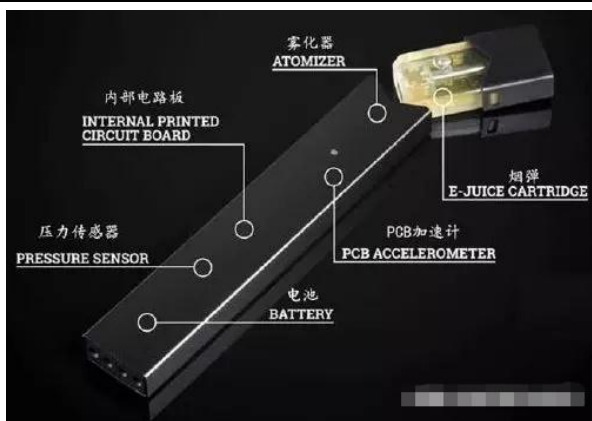 雾化器
ATOMIZER
内部电路板
INTERNAL PRINTED
CIRCUIT BOARD
烟弹
E-JUICE CARTRIDGE
压力传感器
PRESSURE SENSOR
PCB加速计
PCB ACCELEROMETER
电池
BATTERY